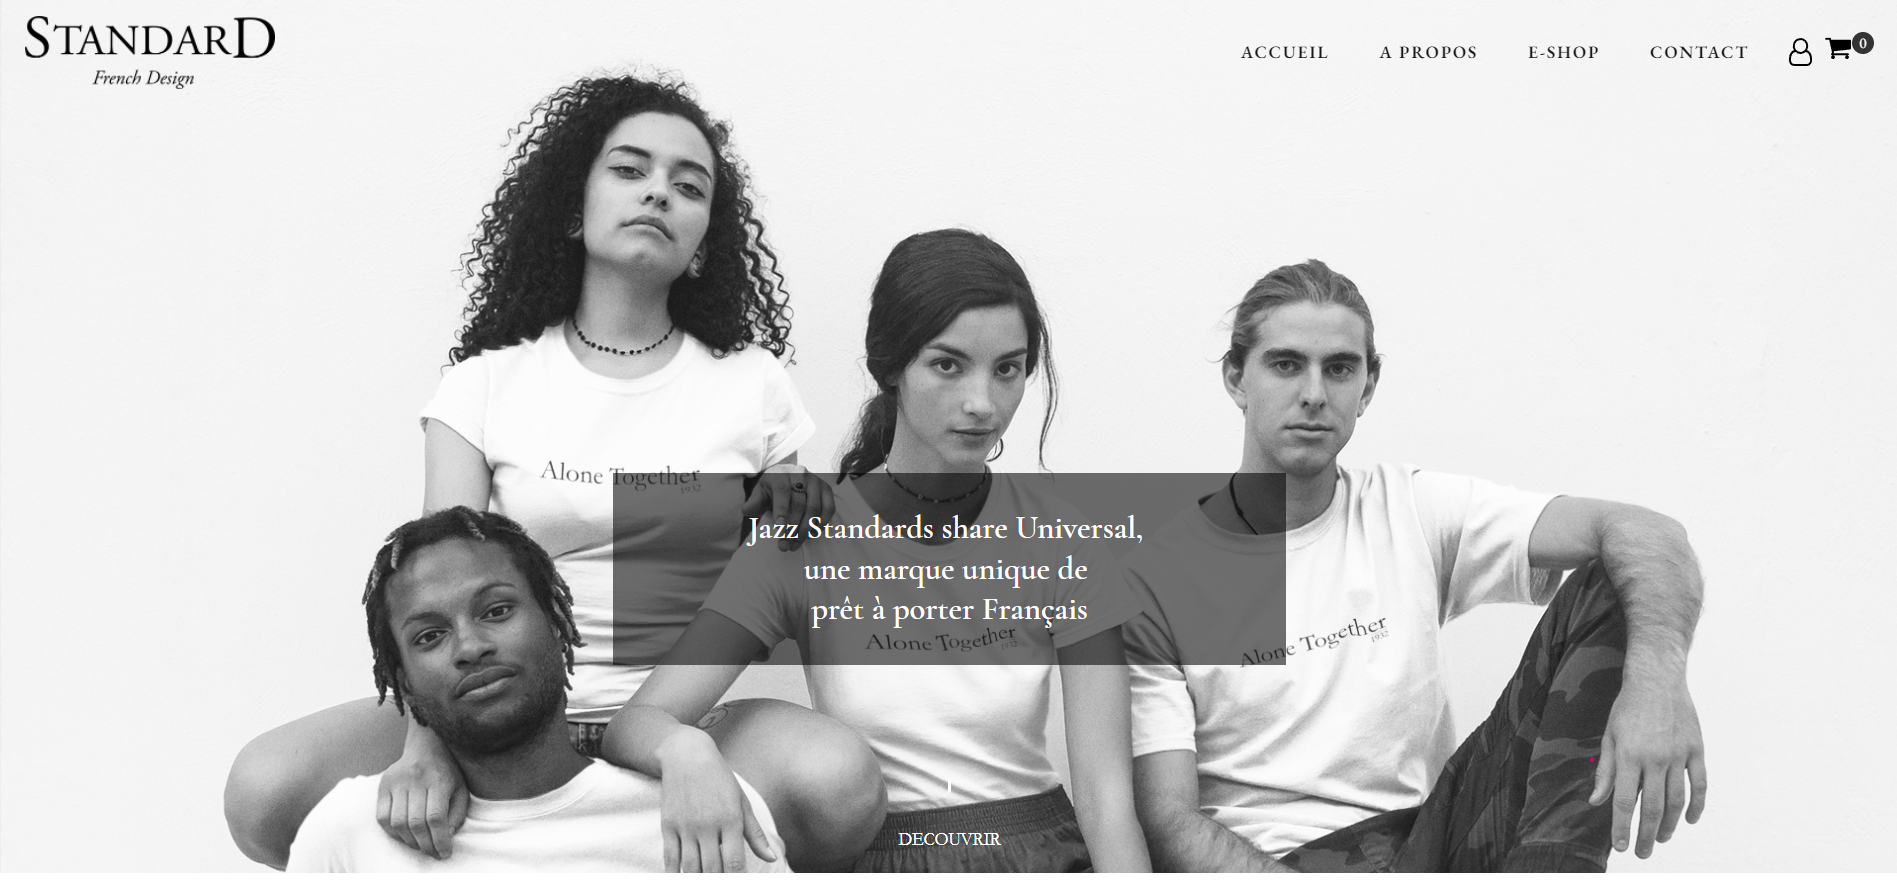 STANDARD
French Design
ACCUEIL
A PROPOS
E-SHOP
CONTACT
0
Alone Together
1932
Jazz Standards share Universal,
une marque unique de
prêt à porter Français
Alone Together
1932
Alone Together
1932
DECOUVRIR